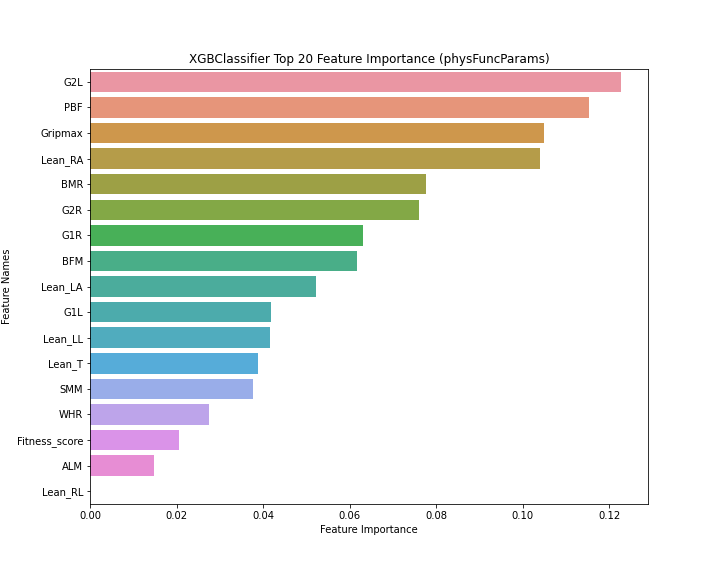 XGBClassifier Top 20 Feature Importance (physFuncParams)
Feature Names
G2L
PBF
Gripmax
Lean_RA
BMR
G2R
G1R
BFM
Lean_LA
G1L
Lean_LL
Lean_T
SMM
WHR
Fitness_score
ALM
Lean_RL
0.00 0.02 0.04 0.06 0.08 0.10 0.12
Feature Importance